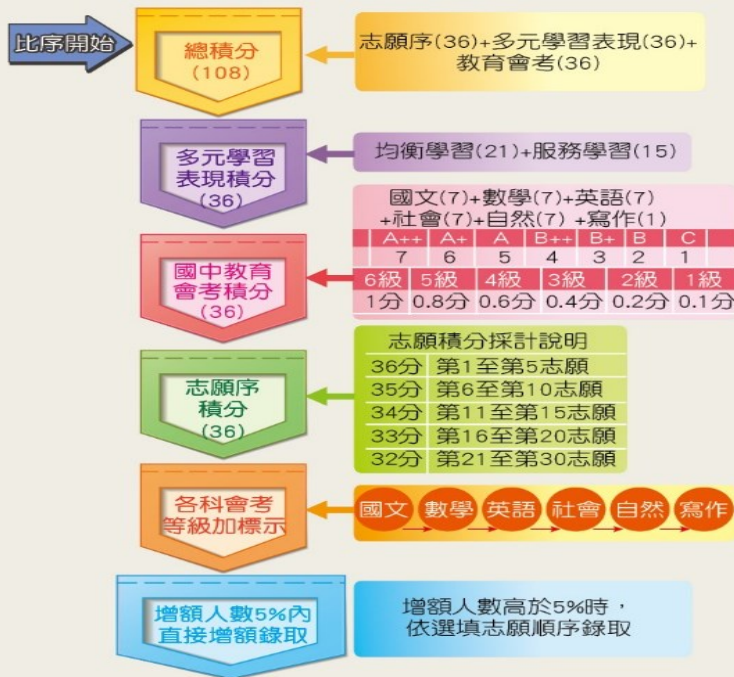 比序開始
總積分
(108)
志願序(36)+多元學習表現(36)+
教育會考(36)
多元學習
表現積分
(36)
均衡學習(21)+服務學習(15)
國中教育
會考積分
(36)
國文(7)+數學(7)+英語(7)
+社會(7)+自然(7) +寫作(1)
A++ A+ A B++ B+ B C
7 6 5 4 3 2 1
6級 5級 4級 3級 2級 1級
1分 0.8分 0.6分 0.4分 0.2分 0.1分
志願序
積分
(36)
志願積分採計說明
36分 第1至第5志願
35分 第6至第10志願
34分 第11至第15志願
33分 第16至第20志願
32分 第21至第30志願
各科會考
等級加標示
國文 數學 英語 社會 自然 寫作
增額人數5%內
直接增額錄取
增額人數高於5%時，
依選填志願順序錄取